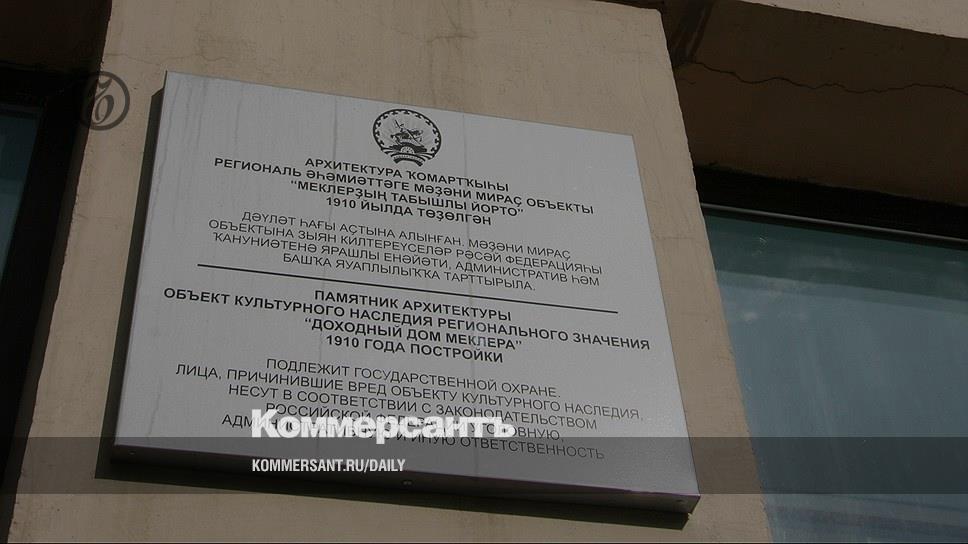 АРХИТЕКТУРА ҠОМАРТҠЫҺЫ
РЕГИОНАЛЬ ӘҺӘМИӘТТӘГЕ МӘҘӘНИ МИРАҪ ОБЪЕКТЫ
"МЕКЛЕРҘЫҢ ТАБЫШЛЫ ЙОРТО"
1910 ЙЫЛДА ТӨҘӨЛГӘН
ДӘҮЛӘТ ҺАҒЫ АҪТЫНА АЛЫНҒАН. МӘҘӘНИ МИРАҪ
ОБЪЕКТЫНА ЗЫЯН КИЛТЕРЕҮСЕЛӘР РӘСӘЙ ФЕДЕРАЦИЯҺЫ
ҠАНУНИӘТЕНӘ ЯРАШЛЫ ЕНӘЙӘТИ, АДМИНИСТРАТИВ ҺӘМ
БАШҠА ЯУАПЛЫЛЫҠҠА ТАРТТЫРЫЛА.
ПАМЯТНИК АРХИТЕКТУРЫ
ОБЪЕКТ КУЛЬТУРНОГО НАСЛЕДИЯ РЕГИОНАЛЬНОГО ЗНАЧЕНИЯ
"ДОХОДНЫЙ ДОМ МЕКЛЕРА"
1910 ГОДА ПОСТРОЙКИ
ПОДЛЕЖИТ ГОСУДАРСТВЕННОЙ ОХРАНЕ.
ЛИЦА, ПРИЧИНИВШИЕ ВРЕД ОБЪЕКТУ КУЛЬТУРНОГО НАСЛЕДИЯ,
НЕСУТ В СООТВЕТСТВИИ С ЗАКОНОДАТЕЛЬСТВОМ
РОССИЙСКОЙ
И ИНУЮ ОТВЕТСТВЕННОСТЬ
Коммерсантъ
KOMMERSANT.RU/DAILY